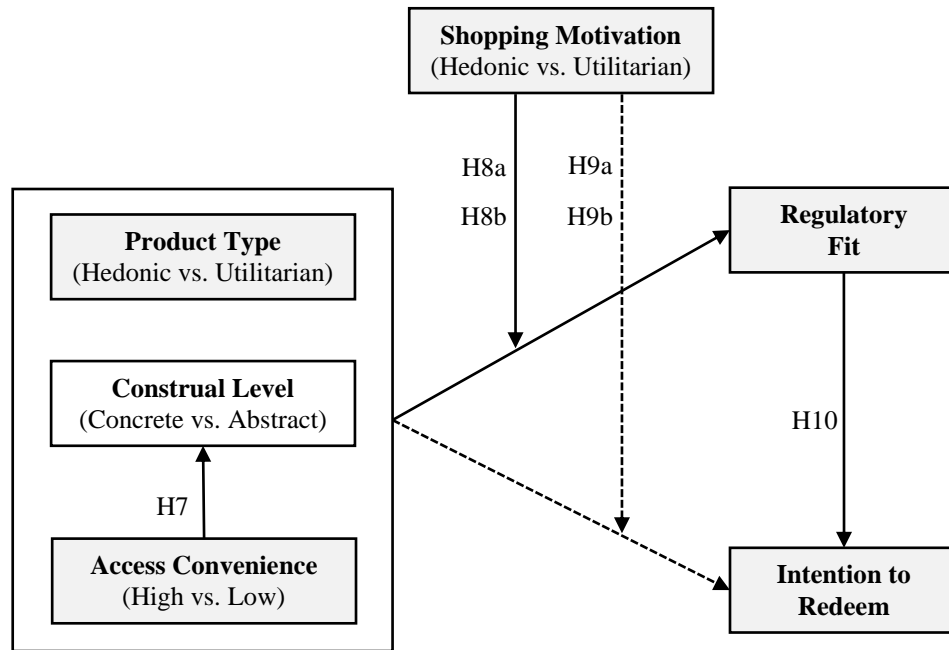 Shopping Motivation
(Hedonic vs. Utilitarian)
H8a
H9a
H8b
H9b
Product Type
(Hedonic vs. Utilitarian)
Regulatory
Fit
Construal Level
(Concrete vs. Abstract)
H10
H7
Access Convenience
(High vs. Low)
Intention to
Redeem